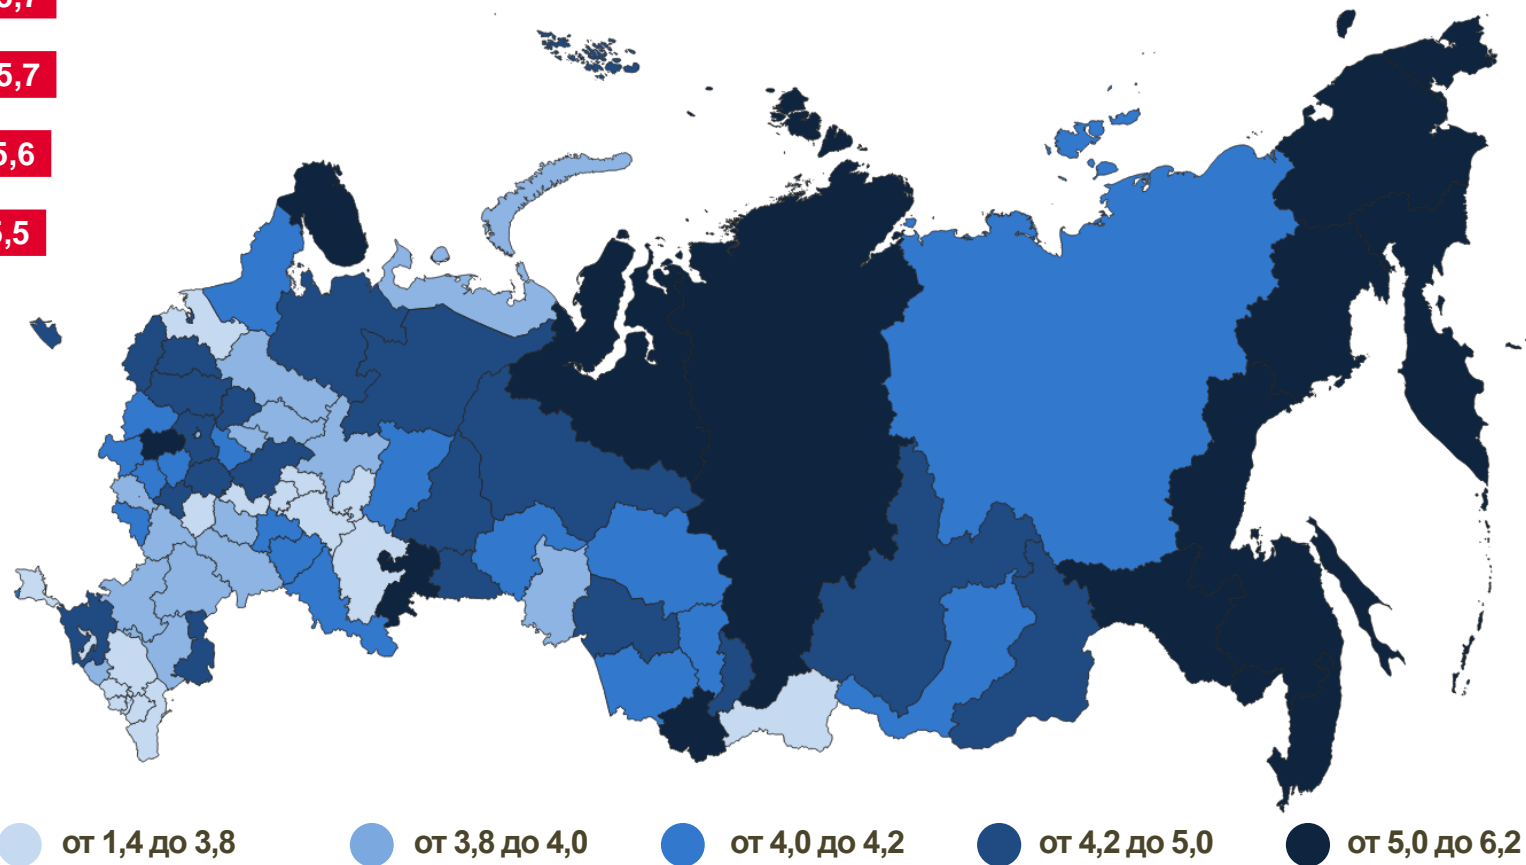 5,7
5,6
5,5
от 1,4 до 3,8
от 3,8 до 4,0
от 4,0 до 4,2
от 4,2 до 5,0
от 5,0 до 6,2